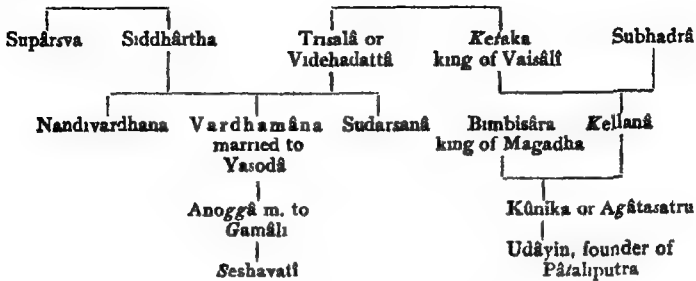 Supârsva Siddhârtha Trisalâ or Ketaka Subhadrâ
Videhadattâ king of Vaisâlî
Nandivardhana Vardhamâna Sudarsanâ Bimbisâra Kellanâ
married to king of Magadha
Yasodâ
Anoggâ m. to Kûnika or Agâtasatru
Gamâli
Udâyin, founder of
Seshavatî Pâtaliputra